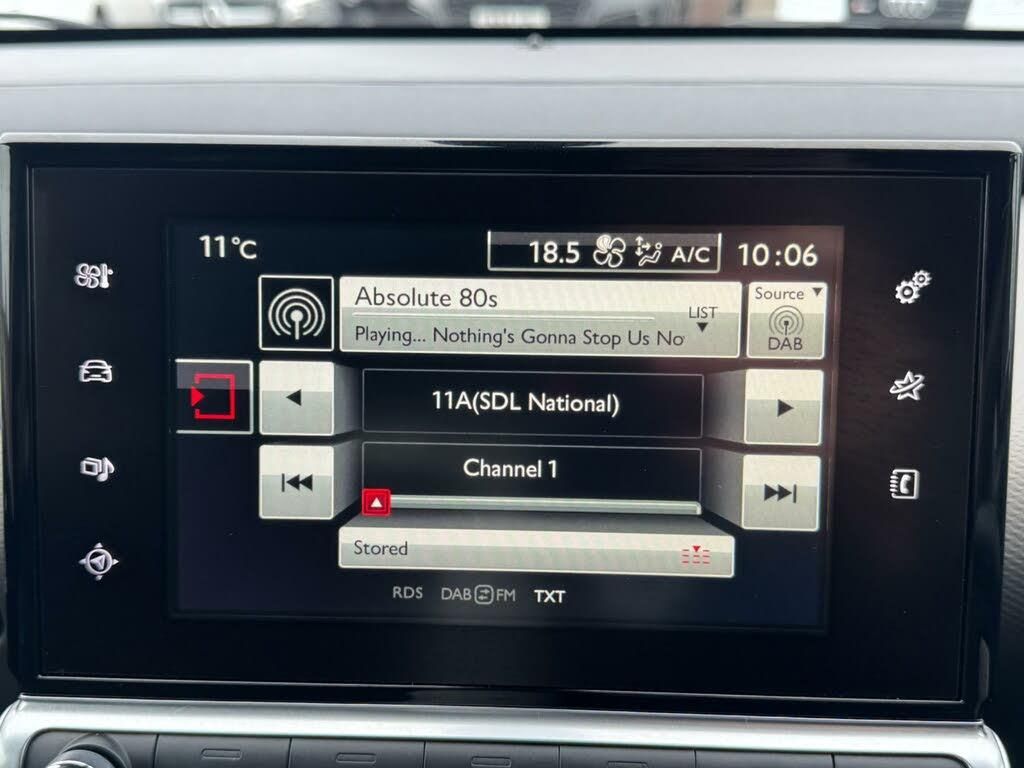 11°C
18.5 A/C 10:06
Absolute 80s
Playing... Nothing's Gonna Stop Us No
LIST
Source
DAB
11A(SDL National)
Channel 1
Stored
RDS DAB FM TXT